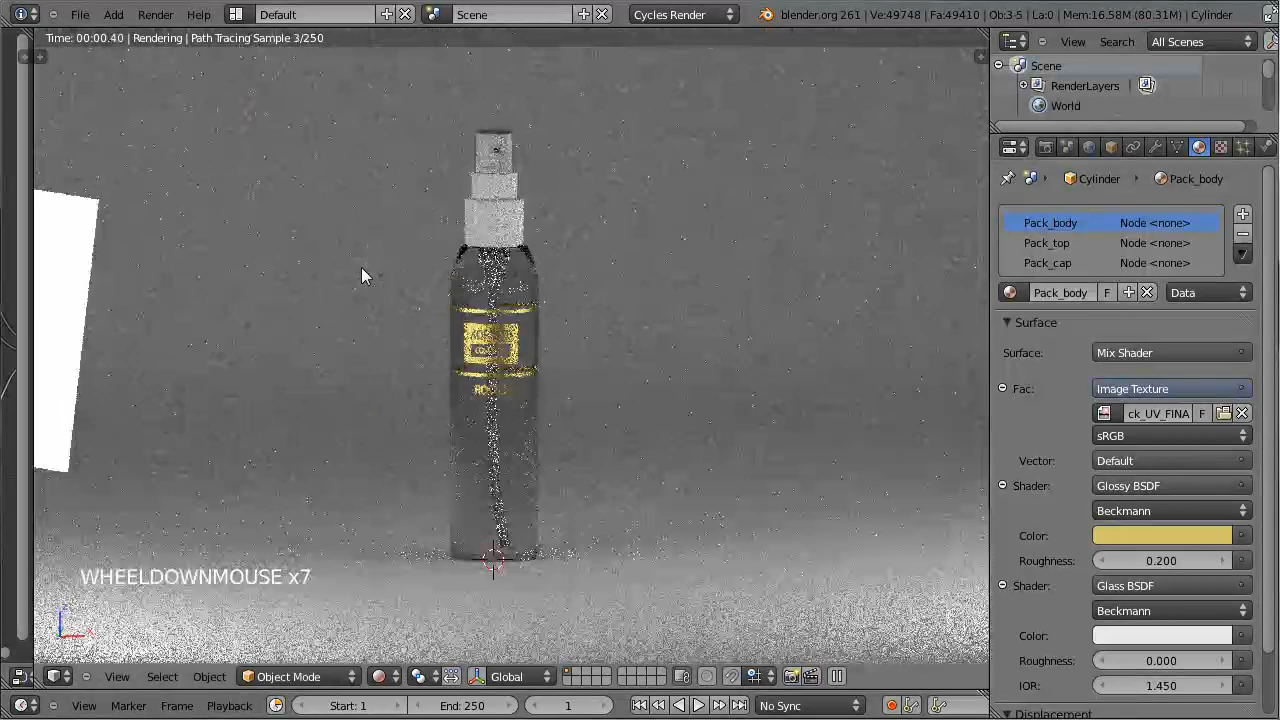 File Add Render Help Default Scene Cycles Render blender.org 261 | Ve:49748 | Fa:49410 | Ob:3-5 | La:0 | Mem:16.58M (80.31M) | Cylinder
Time: 00:00.40 | Rendering | Path Tracing Sample 3/250
View Search All Scenes
Scene
RenderLayers
World
Cylinder Pack_body
Pack_body Node <none>
Pack_top Node <none>
Pack_cap Node <none>
Pack_body F Data
Surface
Surface: Mix Shader
Fac: Image Texture
ck_UV_FINA F
sRGB
Vector: Default
Shader: Glossy BSDF
Beckmann
Color:
Roughness: 0.200
Shader: Glass BSDF
Beckmann
Color:
Roughness: 0.000
IOR: 1.450
Displacement
WHEELDOWNMOUSE x7
View Select Object Object Mode Global
View Marker Frame Playback Start: 1 End: 250 1 No Sync